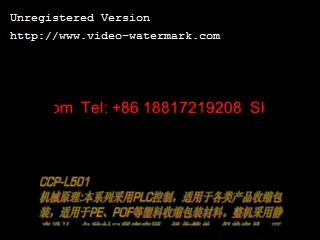 Unregistered Version
http://www.video-watermark.com
om Tel: +86 18817219208 S
CCP-L501
机械原理:本系列采用PLC控制，适用于各类产品收缩包
装，适用于PE、POF等塑料收缩包装材料。整机采用静